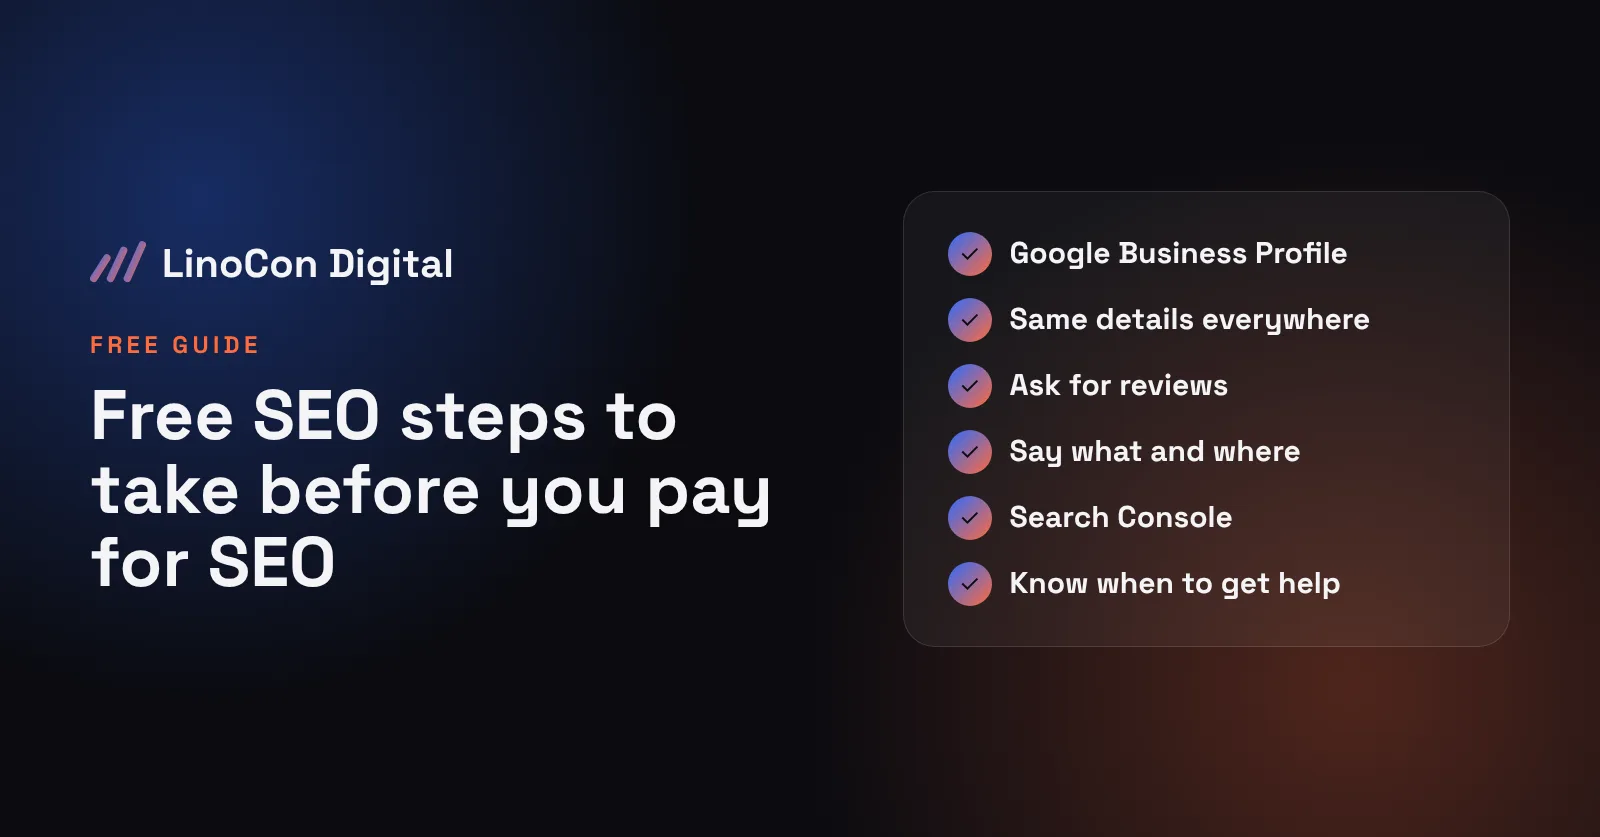 LinoCon Digital
FREE GUIDE
Free SEO steps to
take before you pay
for SEO
Google Business Profile
Same details everywhere
Ask for reviews
Say what and where
Search Console
Know when to get help